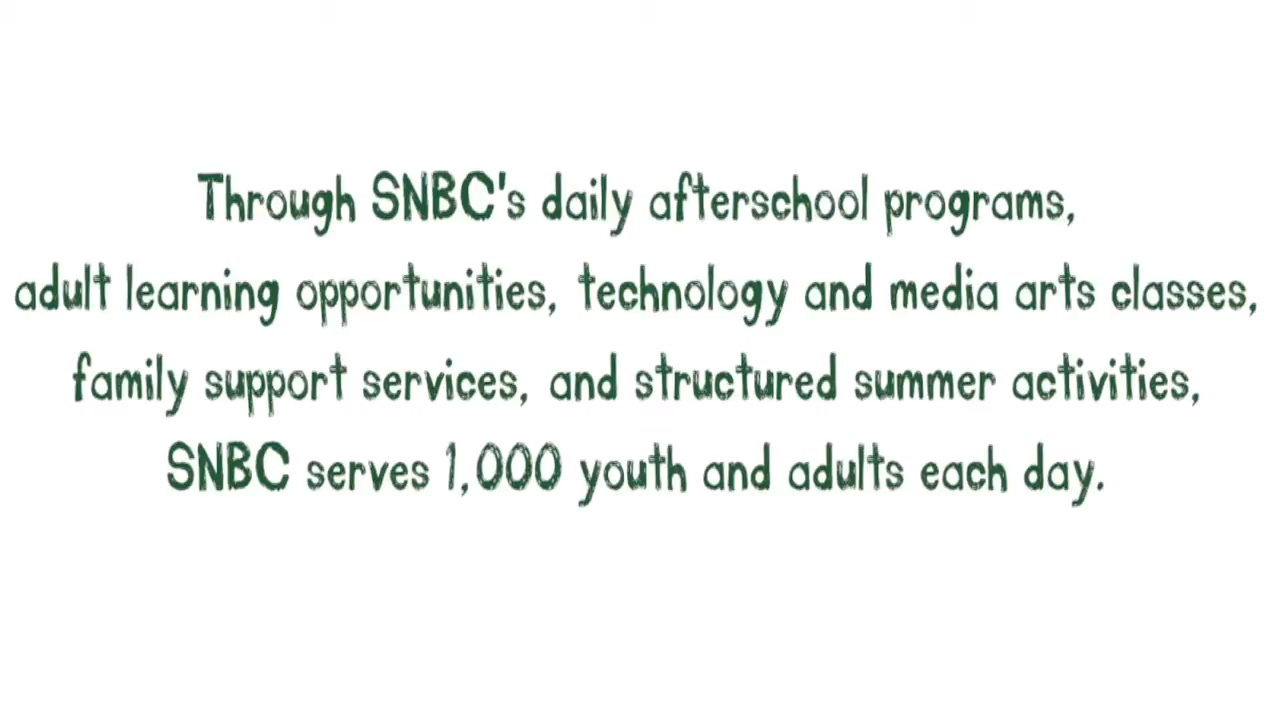 Through SNBC's daily afterschool programs,
adult learning opportunities, technology and media arts classes,
family support services, and structured summer activities,
SNBC serves 1,000 youth and adults each day.